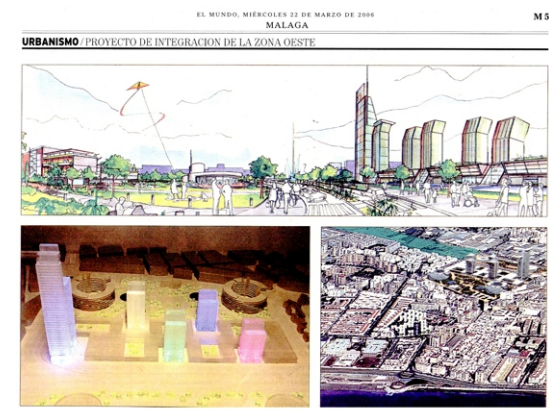 EL MUNDO, MIÉRCOLES 22 DE MARZO DE 2006
M 5
MALAGA
URBANISMO / PROYECTO DE INTEGRACION DE LA ZONA OESTE